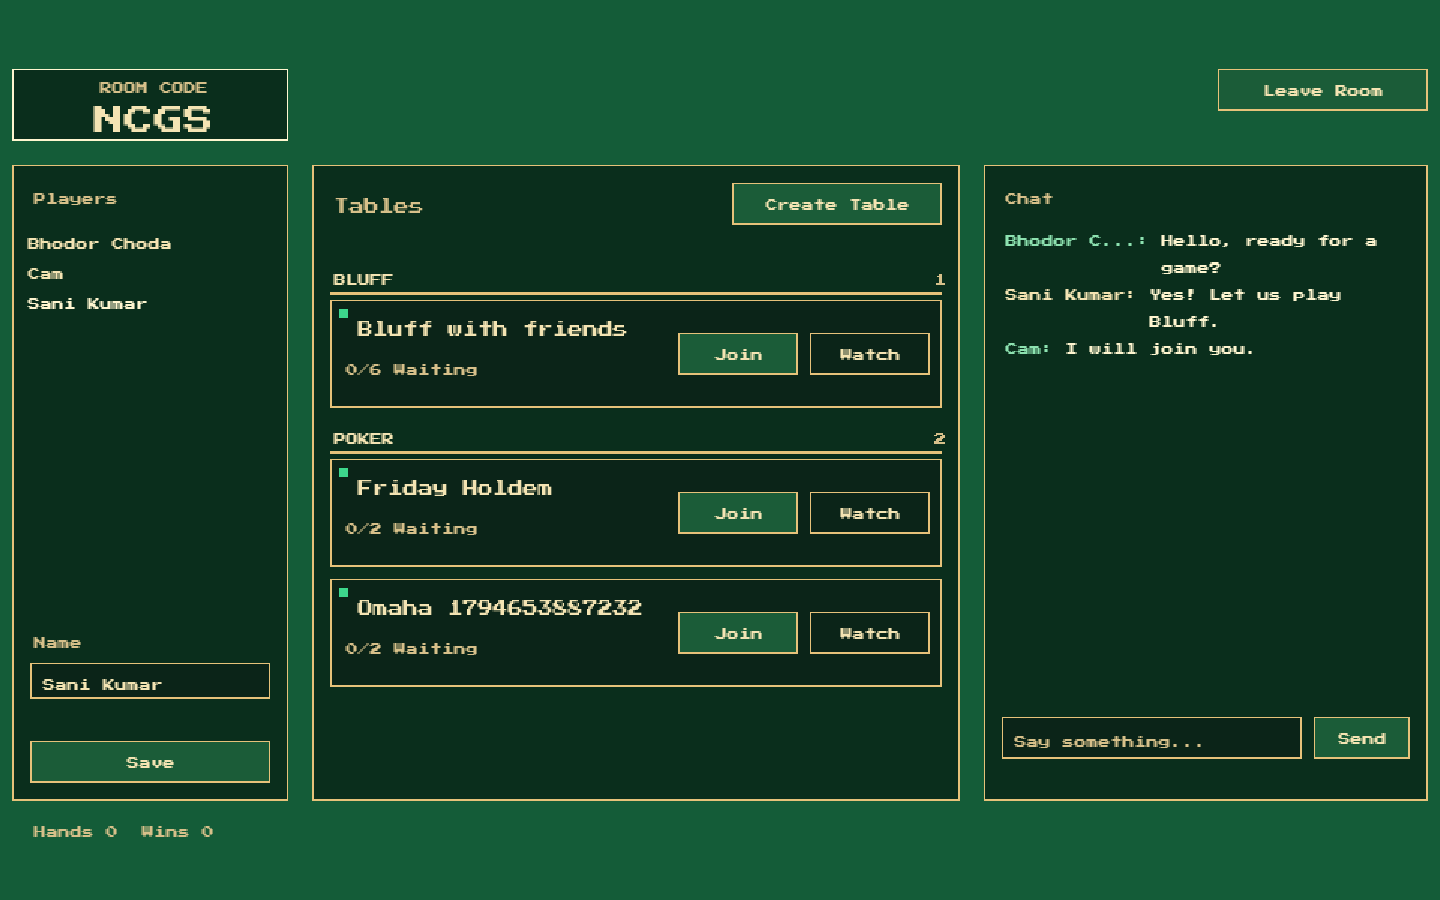 ROOM CODE
NCGS
Leave Room
Players
Bhodor Choda
Cam
Sani Kumar
Name
Sani Kumar
Save
Tables
Create Table
BLUFF 1
Bluff with friends
0/6 Waiting
Join
Watch
POKER 2
Friday Holdem
0/2 Waiting
Join
Watch
Omaha 1794653887232
0/2 Waiting
Join
Watch
Chat
Bhodor C...: Hello, ready for a
game?
Sani Kumar: Yes! Let us play
Bluff.
Cam: I will join you.
Say something...
Send
Hands 0 Wins 0